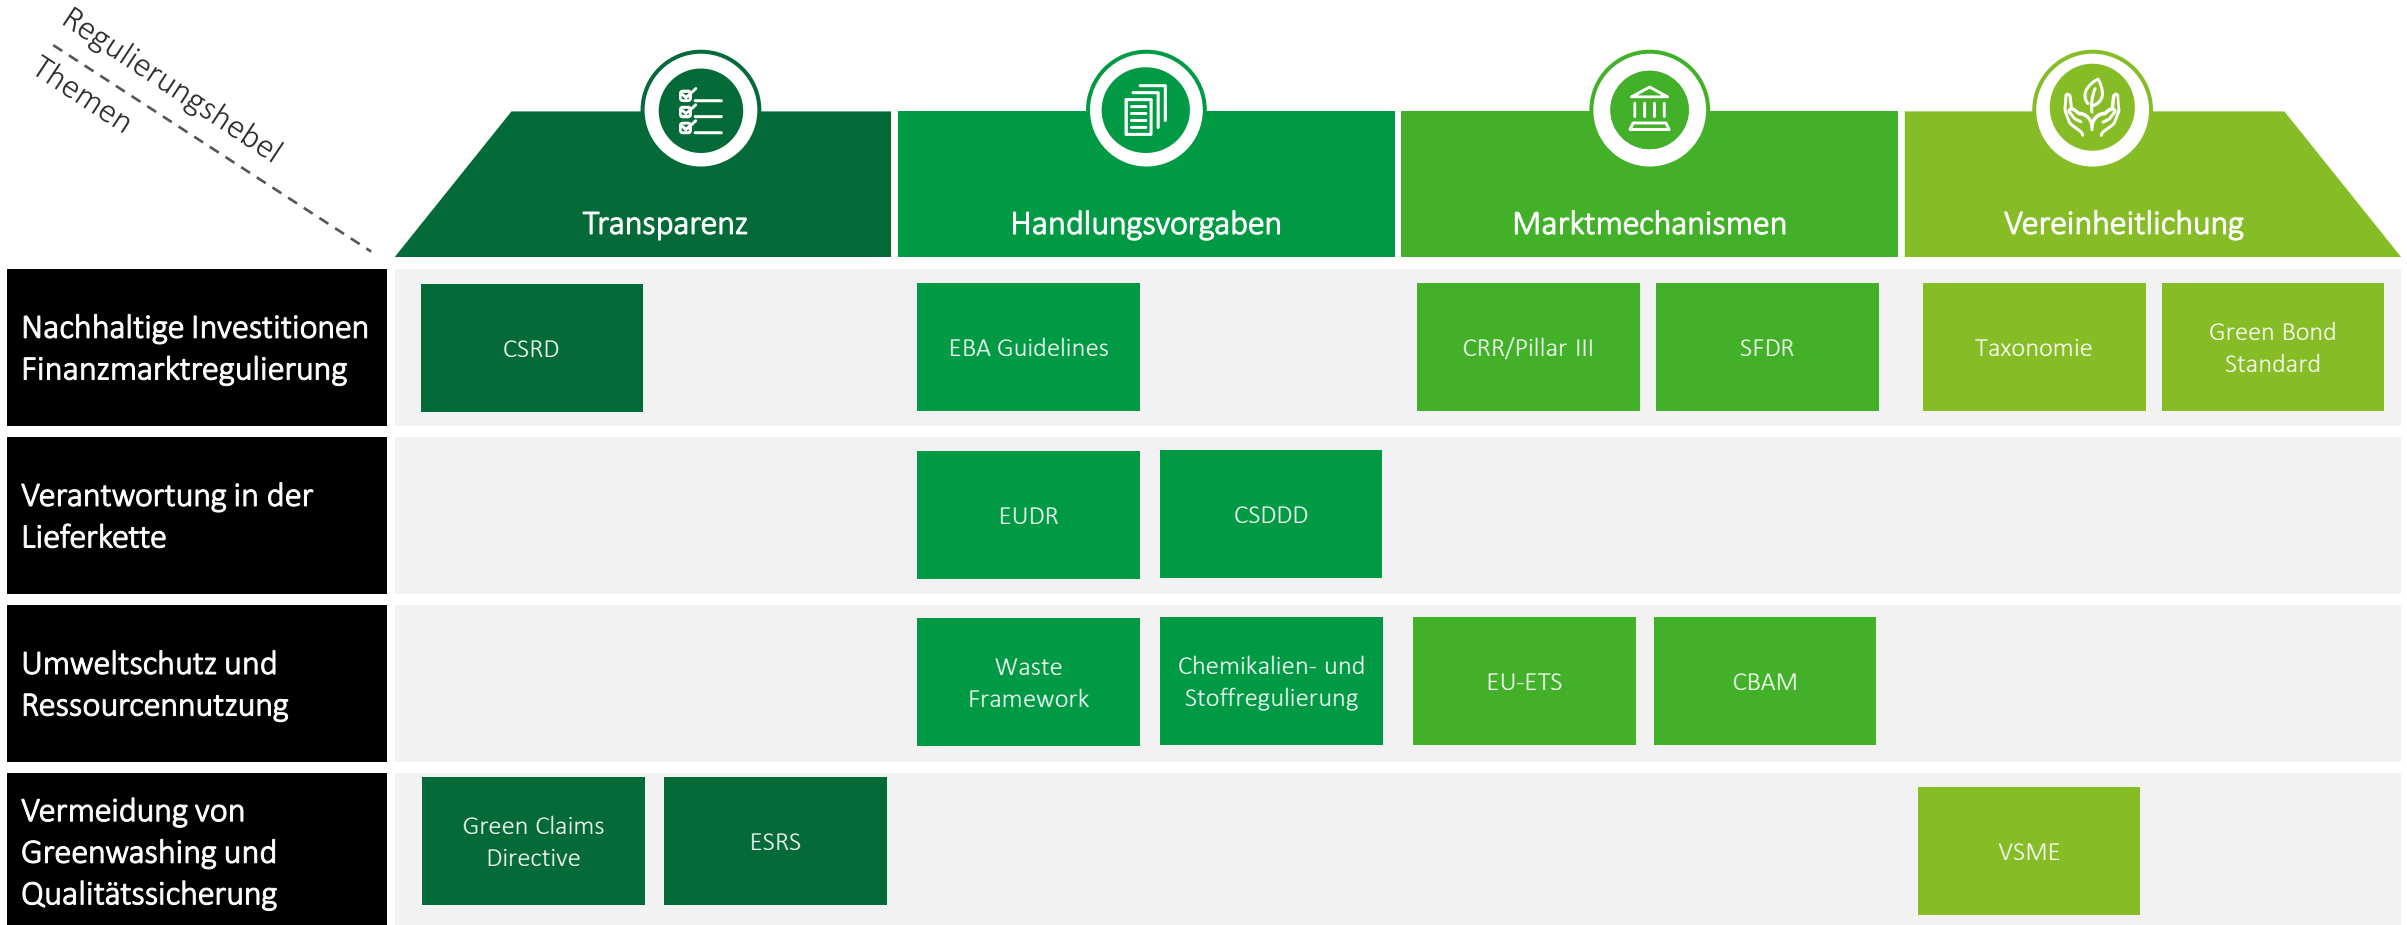 Regulierungshebel
Themen
Transparenz
Handlungsvorgaben
Marktmechanismen
Vereinheitlichung
Nachhaltige Investitionen
Finanzmarktregulierung
CSRD
EBA Guidelines
CRR/Pillar III
SFDR
Taxonomie
Green Bond
Standard
Verantwortung in der
Lieferkette
EUDR
CSDDD
Umweltschutz und
Ressourcennutzung
Waste
Framework
Chemikalien- und
Stoffregulierung
EU-ETS
CBAM
Vermeidung von
Greenwashing und
Qualitätssicherung
Green Claims
Directive
ESRS
VSME